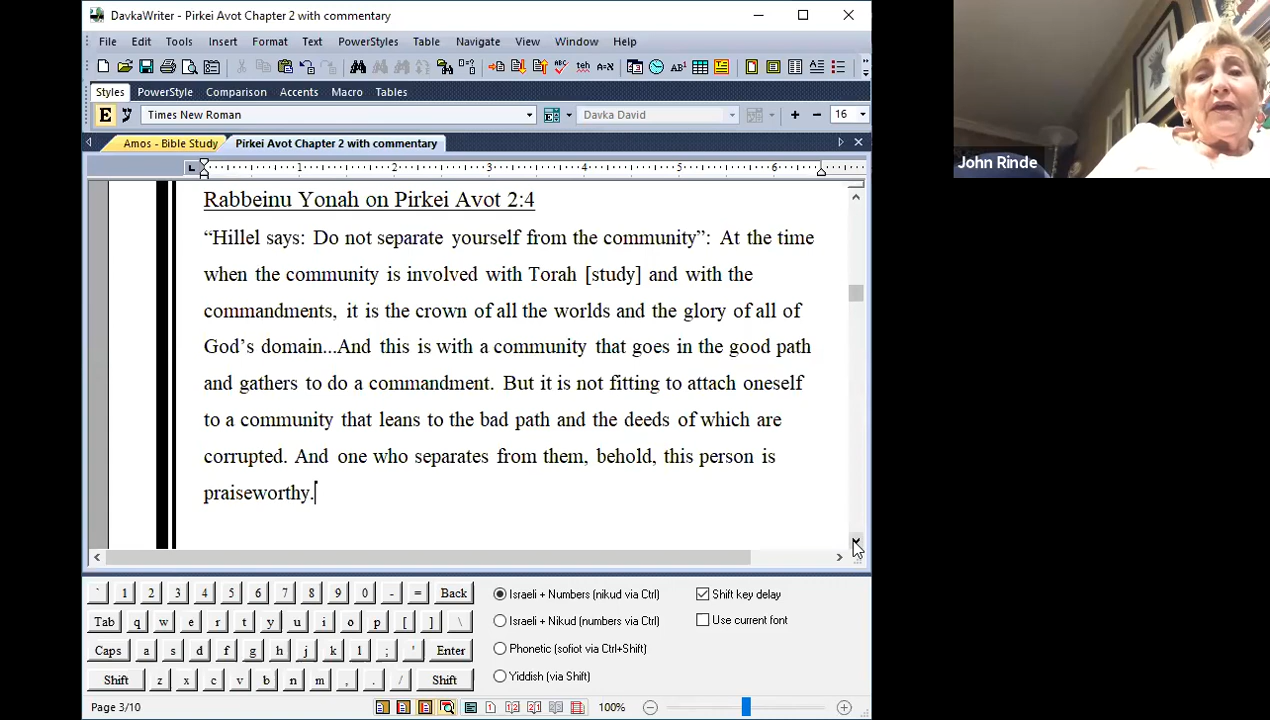 DavkaWriter - Pirkei Avot Chapter 2 with commentary
File Edit Tools Insert Format Text PowerStyles Table Navigate View Window Help
Styles PowerStyle Comparison Accents Macro Tables
E ע Times New Roman Davka David 16
Amos - Bible Study Pirkei Avot Chapter 2 with commentary
1 2 3 4 5 6
Rabbeinu Yonah on Pirkei Avot 2:4
“Hillel says: Do not separate yourself from the community”: At the time
when the community is involved with Torah [study] and with the
commandments, it is the crown of all the worlds and the glory of all of
God’s domain...And this is with a community that goes in the good path
and gathers to do a commandment. But it is not fitting to attach oneself
to a community that leans to the bad path and the deeds of which are
corrupted. And one who separates from them, behold, this person is
praiseworthy.
` 1 2 3 4 5 6 7 8 9 0 - = Back
Tab q w e r t y u i o p [ ] \
Caps a s d f g h j k l ; ' Enter
Shift z x c v b n m , . / Shift
Israeli + Numbers (nikud via Ctrl)
Israeli + Nikud (numbers via Ctrl)
Phonetic (sofiot via Ctrl+Shift)
Yiddish (via Shift)
Shift key delay
Use current font
Page 3/10 100%
John Rinde